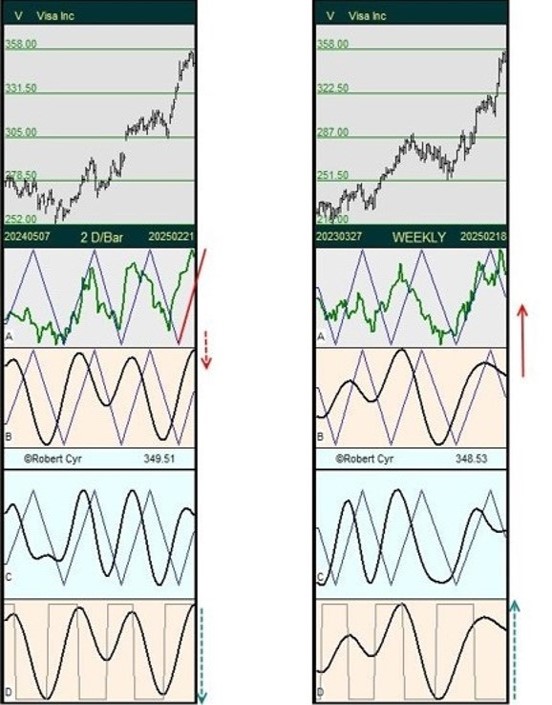 V Visa Inc
358.00
331.50
305.00
278.50
252.00
20240507 2 D/Bar 20250221
A
B
©Robert Cyr 349.51
C
D
V Visa Inc
358.00
322.50
287.00
251.50
20230327 WEEKLY 20250218
A
B
©Robert Cyr 348.53
C
D